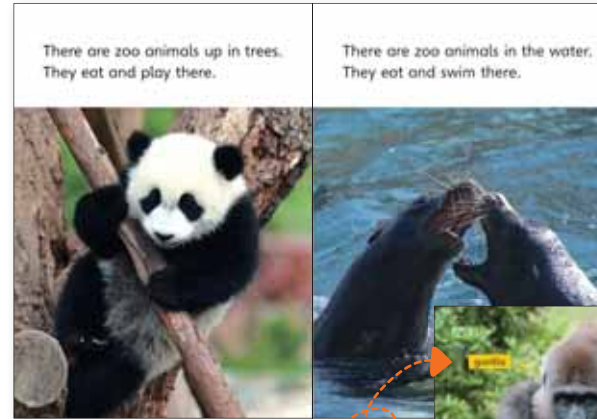 There are zoo animals up in trees.
They eat and play there.
There are zoo animals in the water.
They eat and swim there.
gorilla